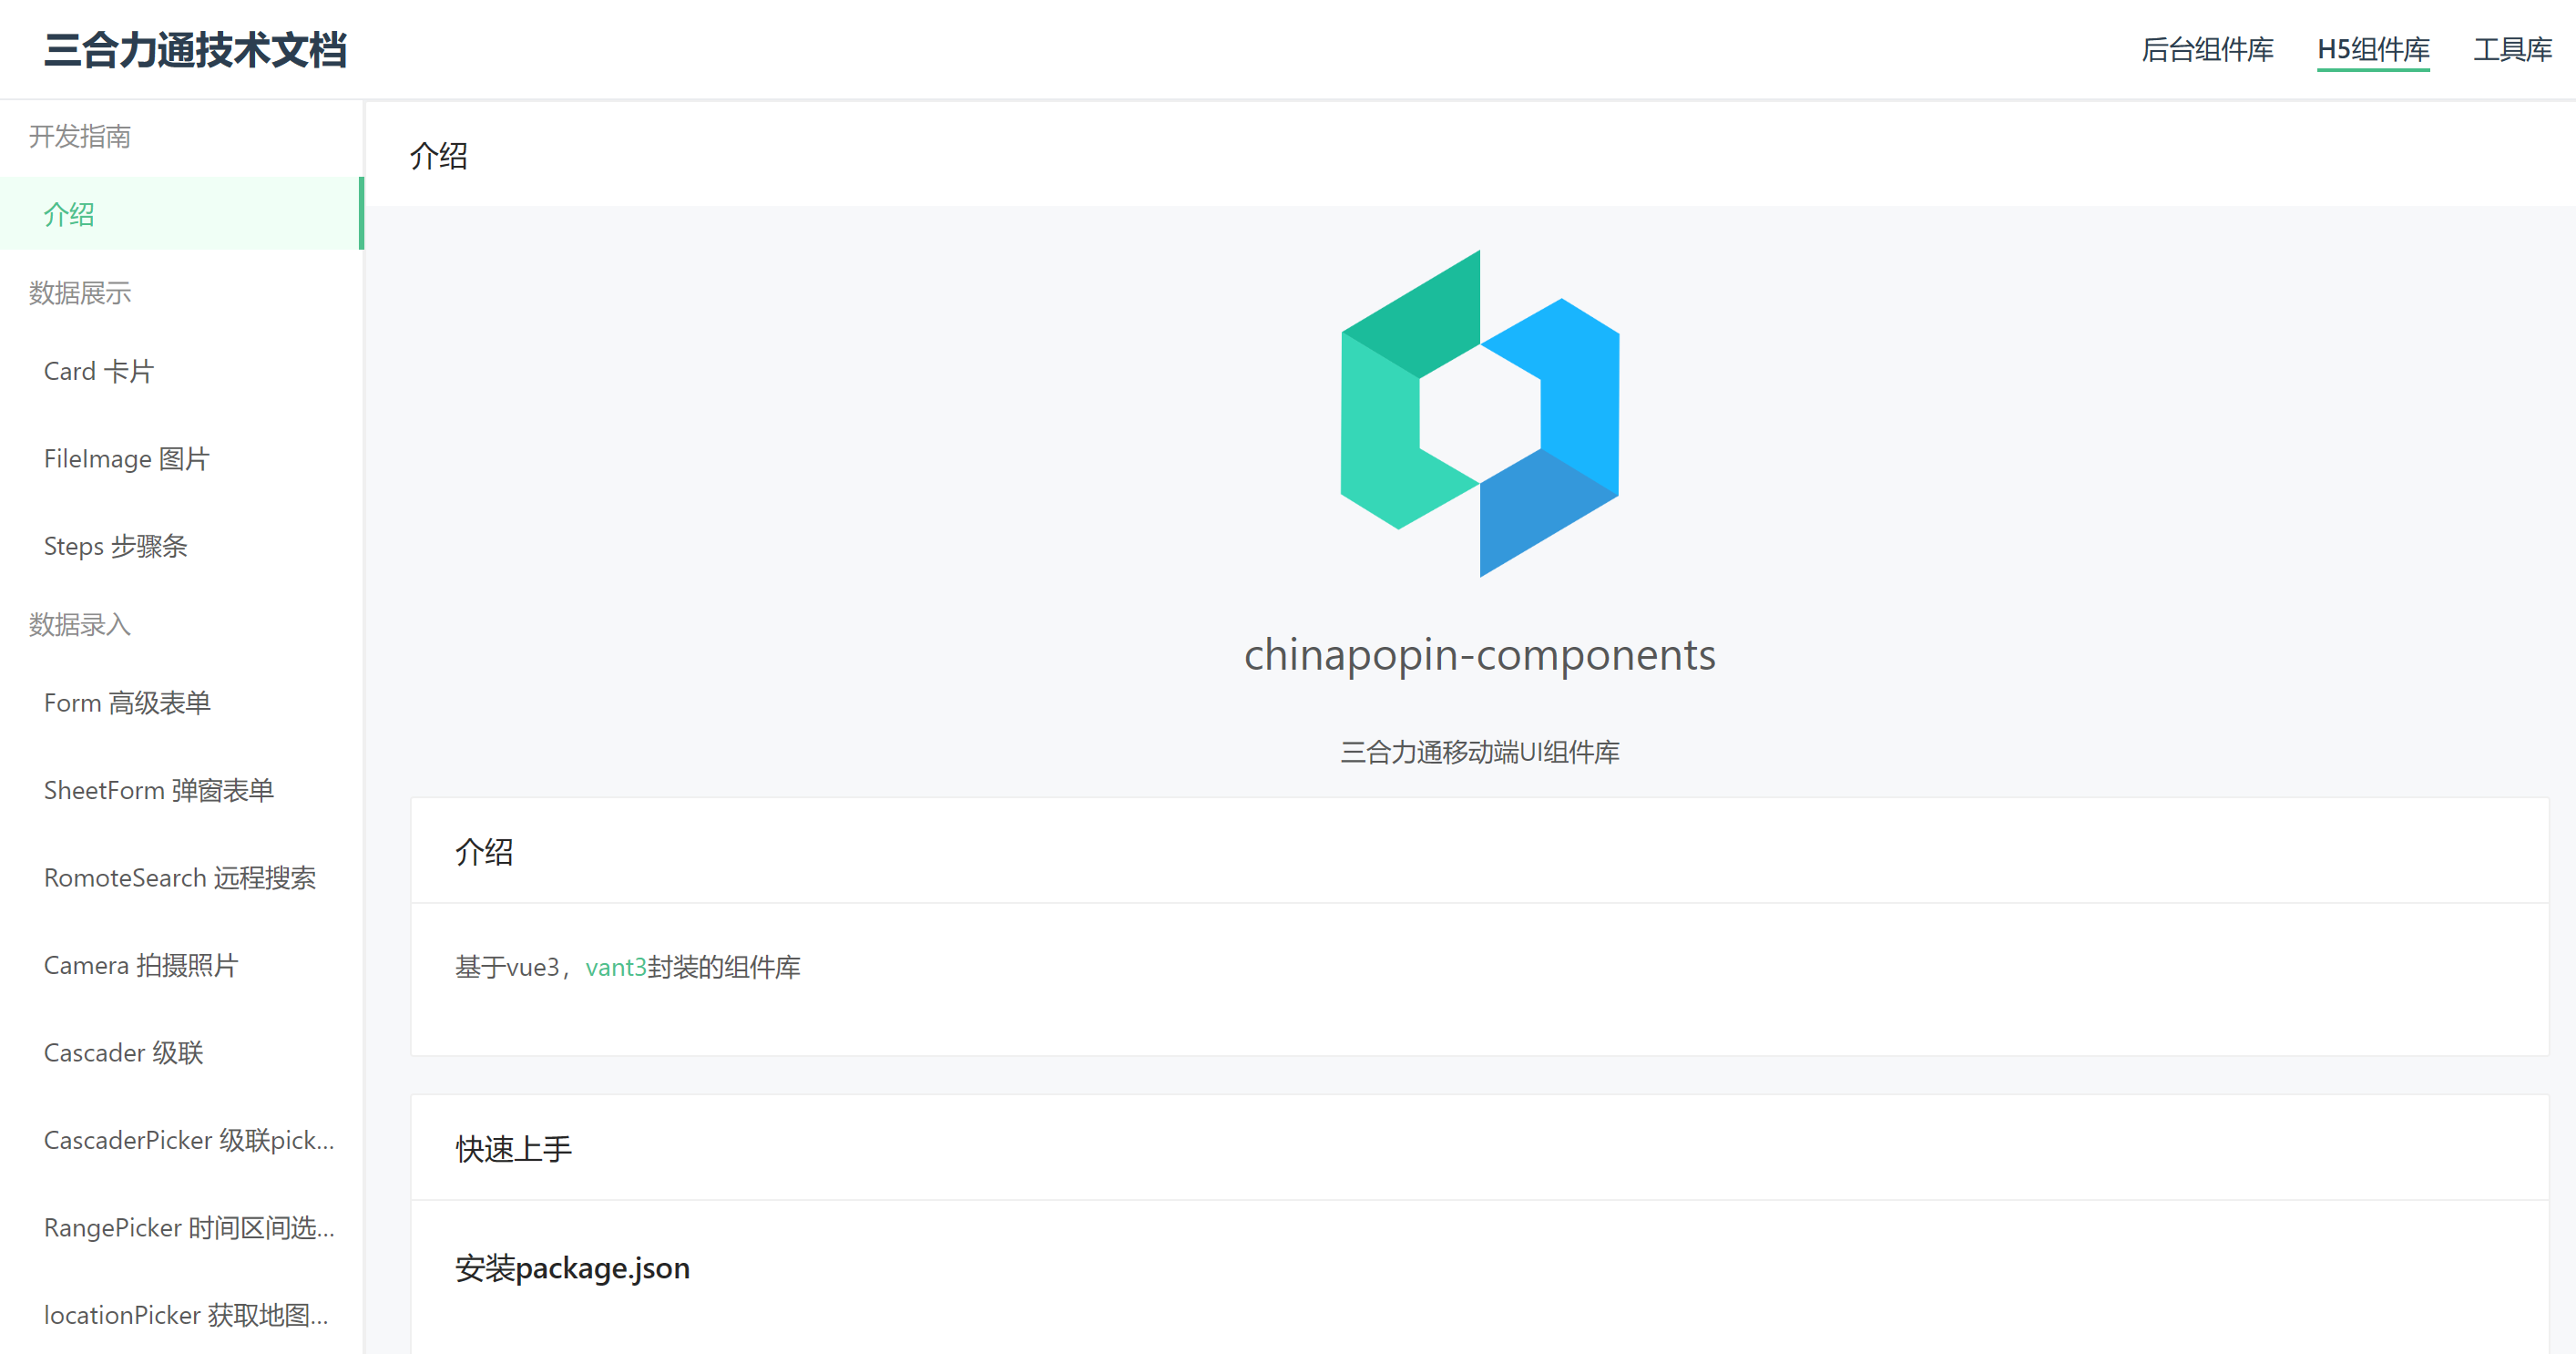 三合力通技术文档
后台组件库 H5组件库 工具库
开发指南
介绍
数据展示
Card 卡片
FileImage 图片
Steps 步骤条
数据录入
Form 高级表单
SheetForm 弹窗表单
RomoteSearch 远程搜索
Camera 拍摄照片
Cascader 级联
CascaderPicker 级联pick...
RangePicker 时间区间选...
locationPicker 获取地图...
介绍
chinapopin-components
三合力通移动端UI组件库
介绍
基于vue3，vant3封装的组件库
快速上手
安装package.json